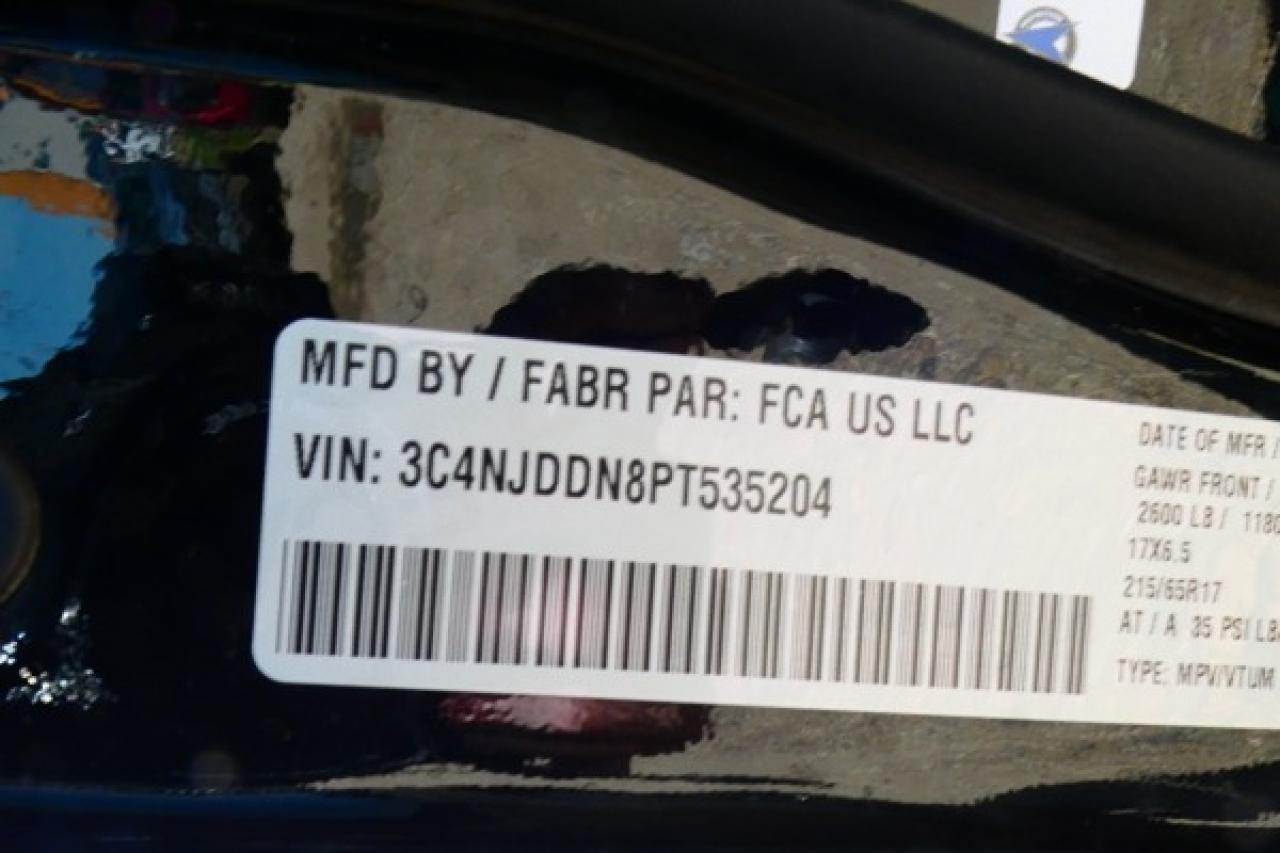 MFD BY / FABR PAR: FCA US LLC
VIN: 3C4NJDDN8PT535204
DATE OF MFR /
GAWR FRONT /
2600 LB / 1180
17X6.5
215/65R17
AT / A 35 PSI LB
TYPE: MPV/VTUM